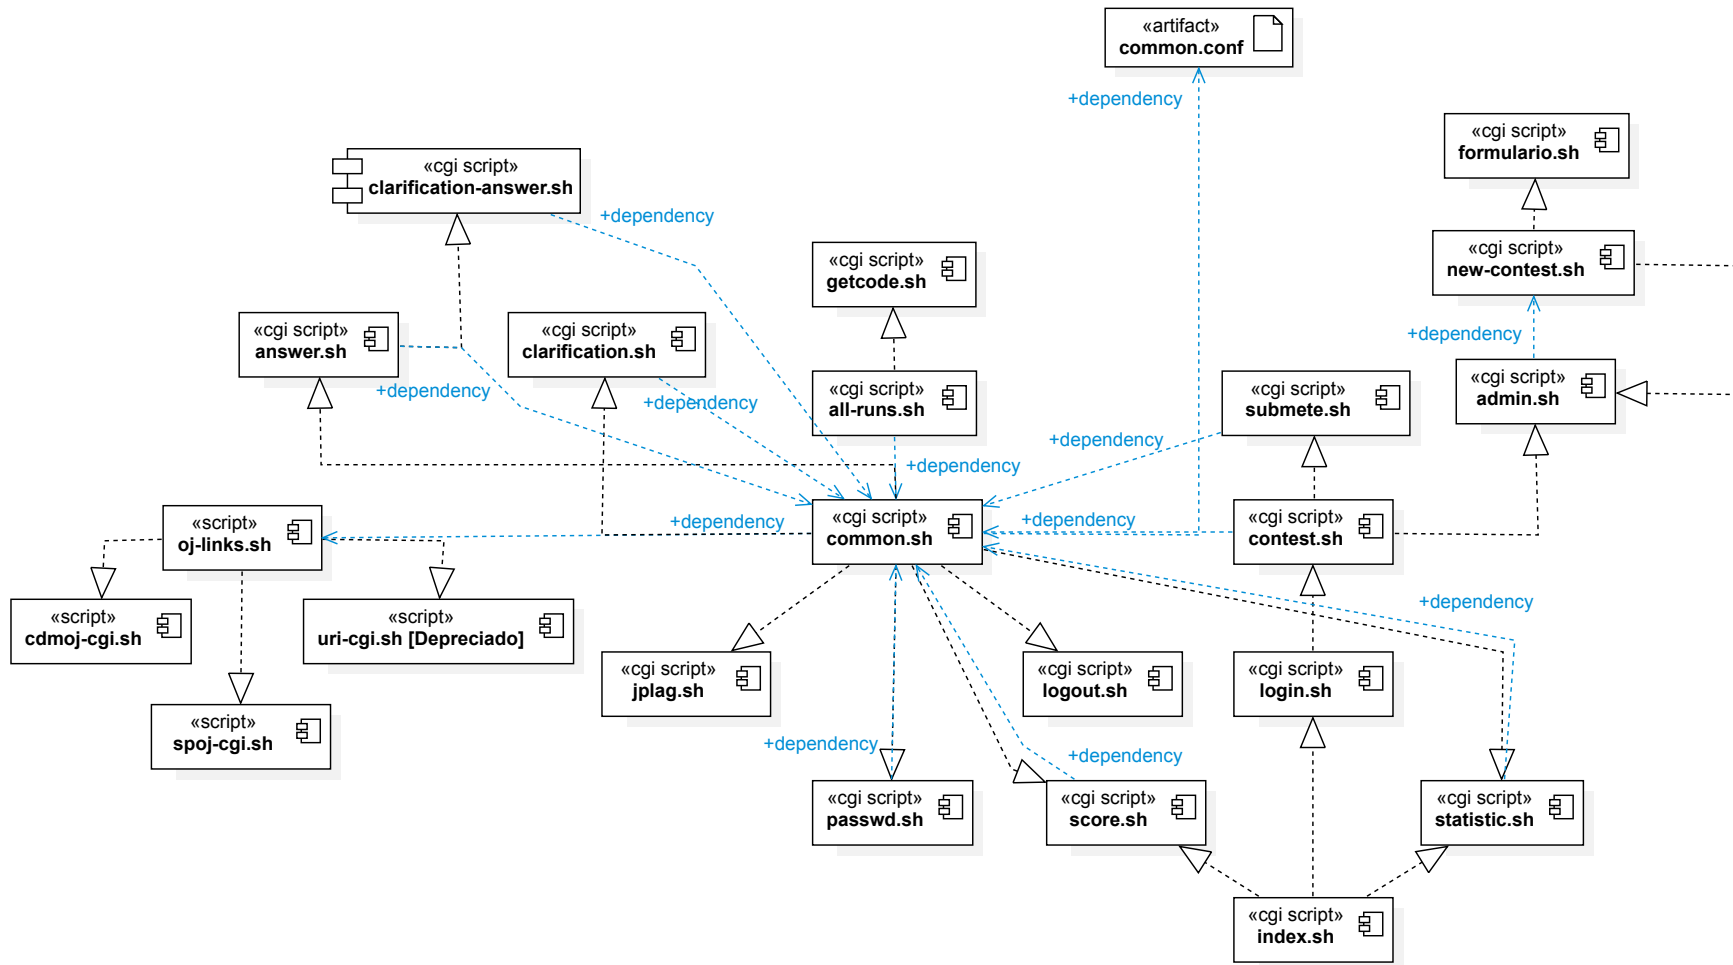 «artifact»
common.conf
+dependency
«cgi script»
formulario.sh
«cgi script»
clarification-answer.sh
+dependency
«cgi script»
getcode.sh
«cgi script»
new-contest.sh
«cgi script»
answer.sh
«cgi script»
clarification.sh
+dependency
+dependency
+dependency
«cgi script»
all-runs.sh
«cgi script»
submete.sh
«cgi script»
admin.sh
+dependency
+dependency
+dependency
«script»
oj-links.sh
+dependency
«cgi script»
common.sh
+dependency
«cgi script»
contest.sh
«script»
cdmoj-cgi.sh
«script»
uri-cgi.sh [Depreciado]
+dependency
«cgi script»
jplag.sh
«cgi script»
logout.sh
«cgi script»
login.sh
«script»
spoj-cgi.sh
+dependency
+dependency
«cgi script»
passwd.sh
«cgi script»
score.sh
«cgi script»
statistic.sh
«cgi script»
index.sh